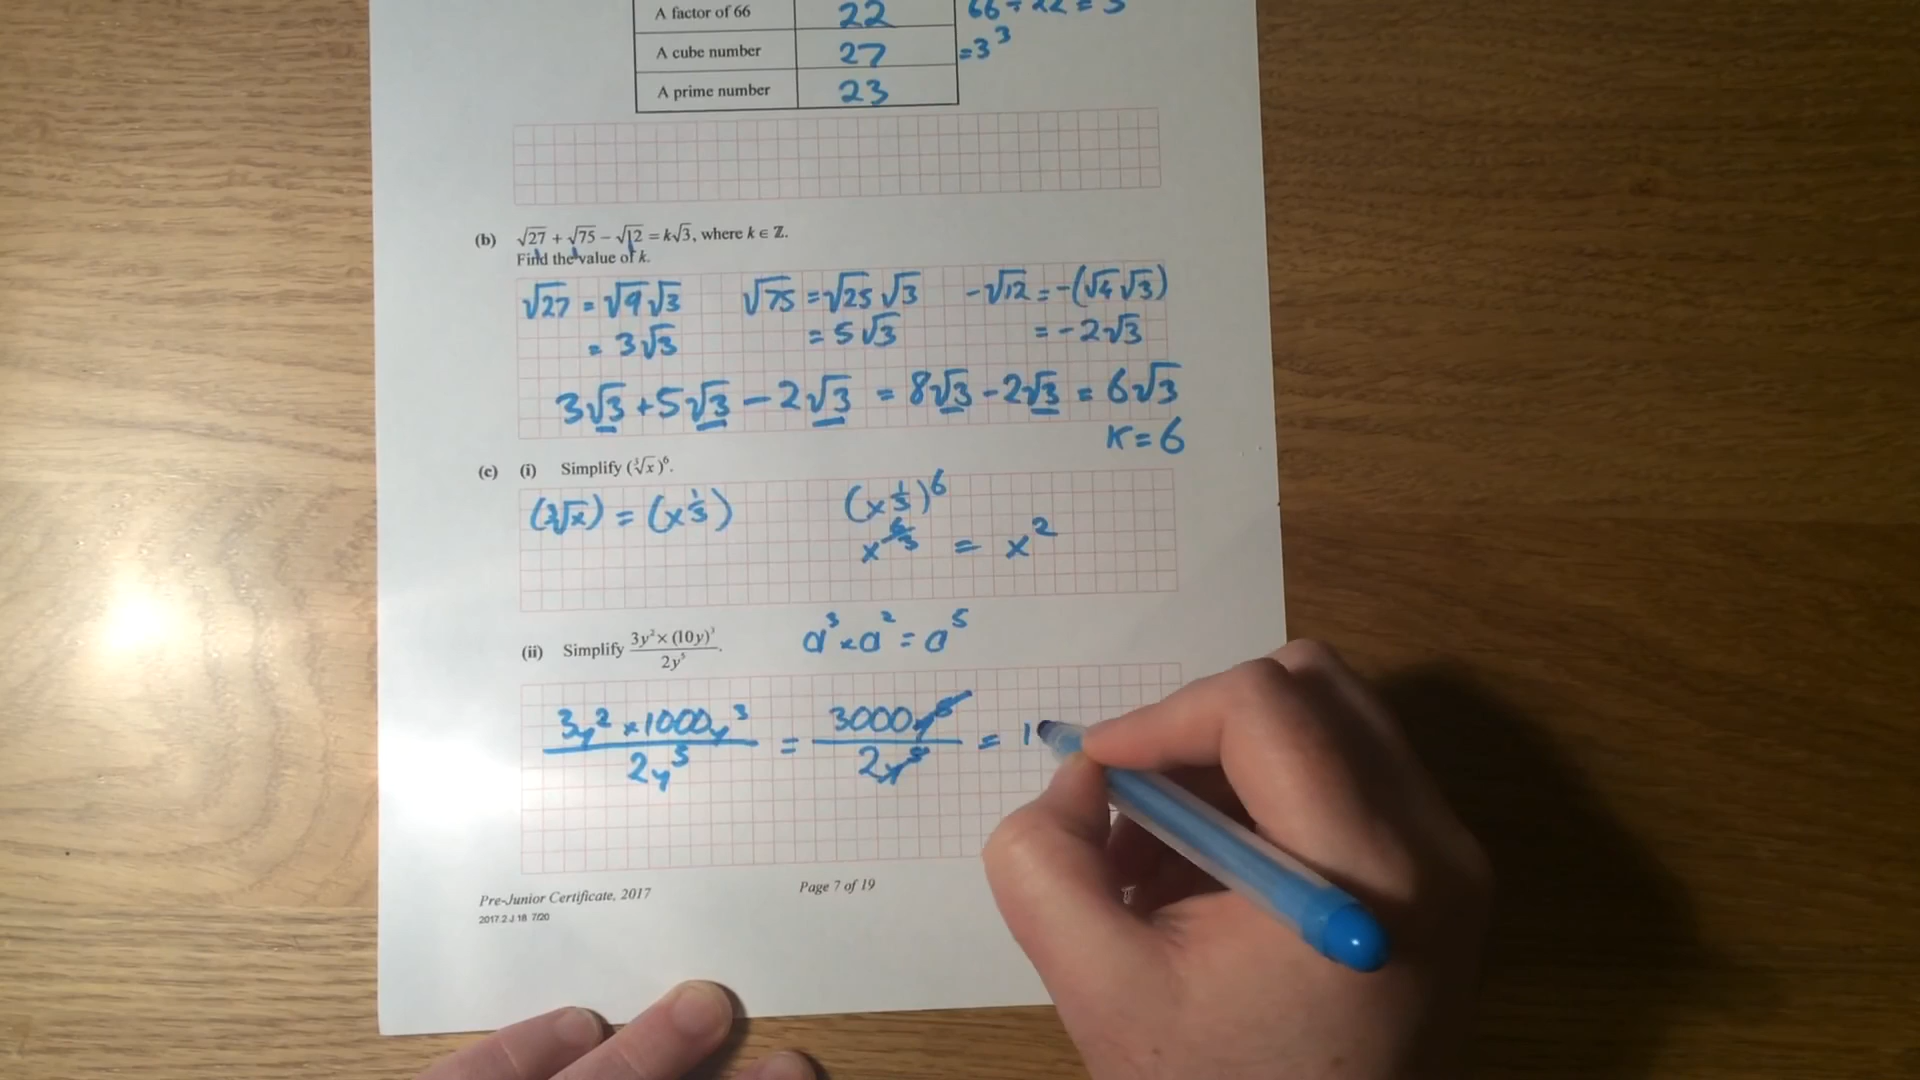 A factor of 66 22 66 ÷ 22 = 3
A cube number 27 =3³
A prime number 23
(b) √27 + √75 − √12 = k√3, where k ∈ ℤ.
Find the value of k.
√27 = √9√3 √75 = √25 √3 -√12 = -(√4√3)
= 3√3 = 5√3 = -2√3
3√3 + 5√3 − 2√3 = 8√3 - 2√3 = 6√3
K = 6
(c) (i) Simplify (∛x)⁶.
(∛x) = (x^1/3) (x^1/3)⁶
x^6/3 = x²
(ii) Simplify 3y² × (10y)³ / 2y⁵. a³ × a² = a⁵
3y² × 1000y³ / 2y⁵ = 3000y⁵ / 2y⁵ = 1
Pre-Junior Certificate, 2017 Page 7 of 19
2017.2 J.18 7/20